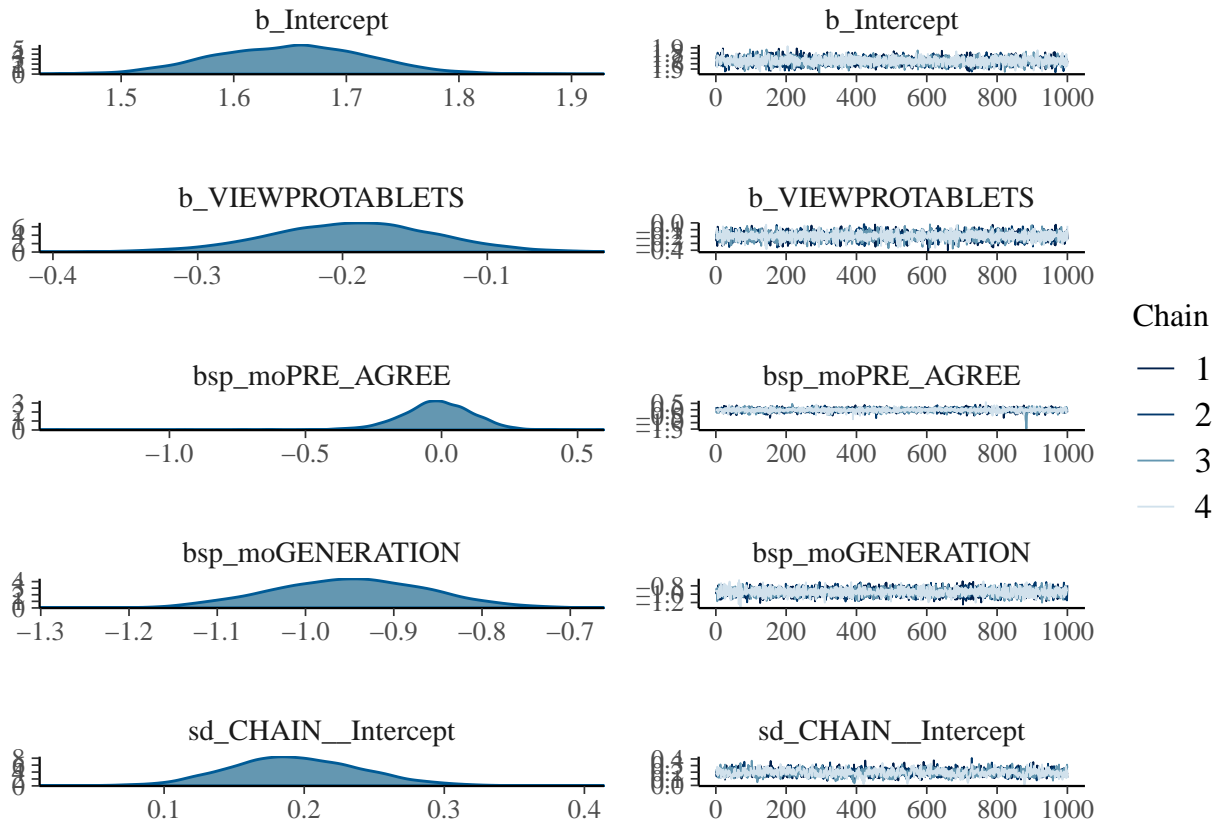 b_Intercept
1.5 1.6 1.7 1.8 1.9
b_Intercept
0 200 400 600 800 1000
b_VIEWPROTABLETS
−0.4 −0.3 −0.2 −0.1
b_VIEWPROTABLETS
0 200 400 600 800 1000
bsp_moPRE_AGREE
−1.0 −0.5 0.0 0.5
bsp_moPRE_AGREE
0 200 400 600 800 1000
bsp_moGENERATION
−1.3 −1.2 −1.1 −1.0 −0.9 −0.8 −0.7
bsp_moGENERATION
0 200 400 600 800 1000
sd_CHAIN__Intercept
0.1 0.2 0.3 0.4
sd_CHAIN__Intercept
0 200 400 600 800 1000
Chain
1
2
3
4